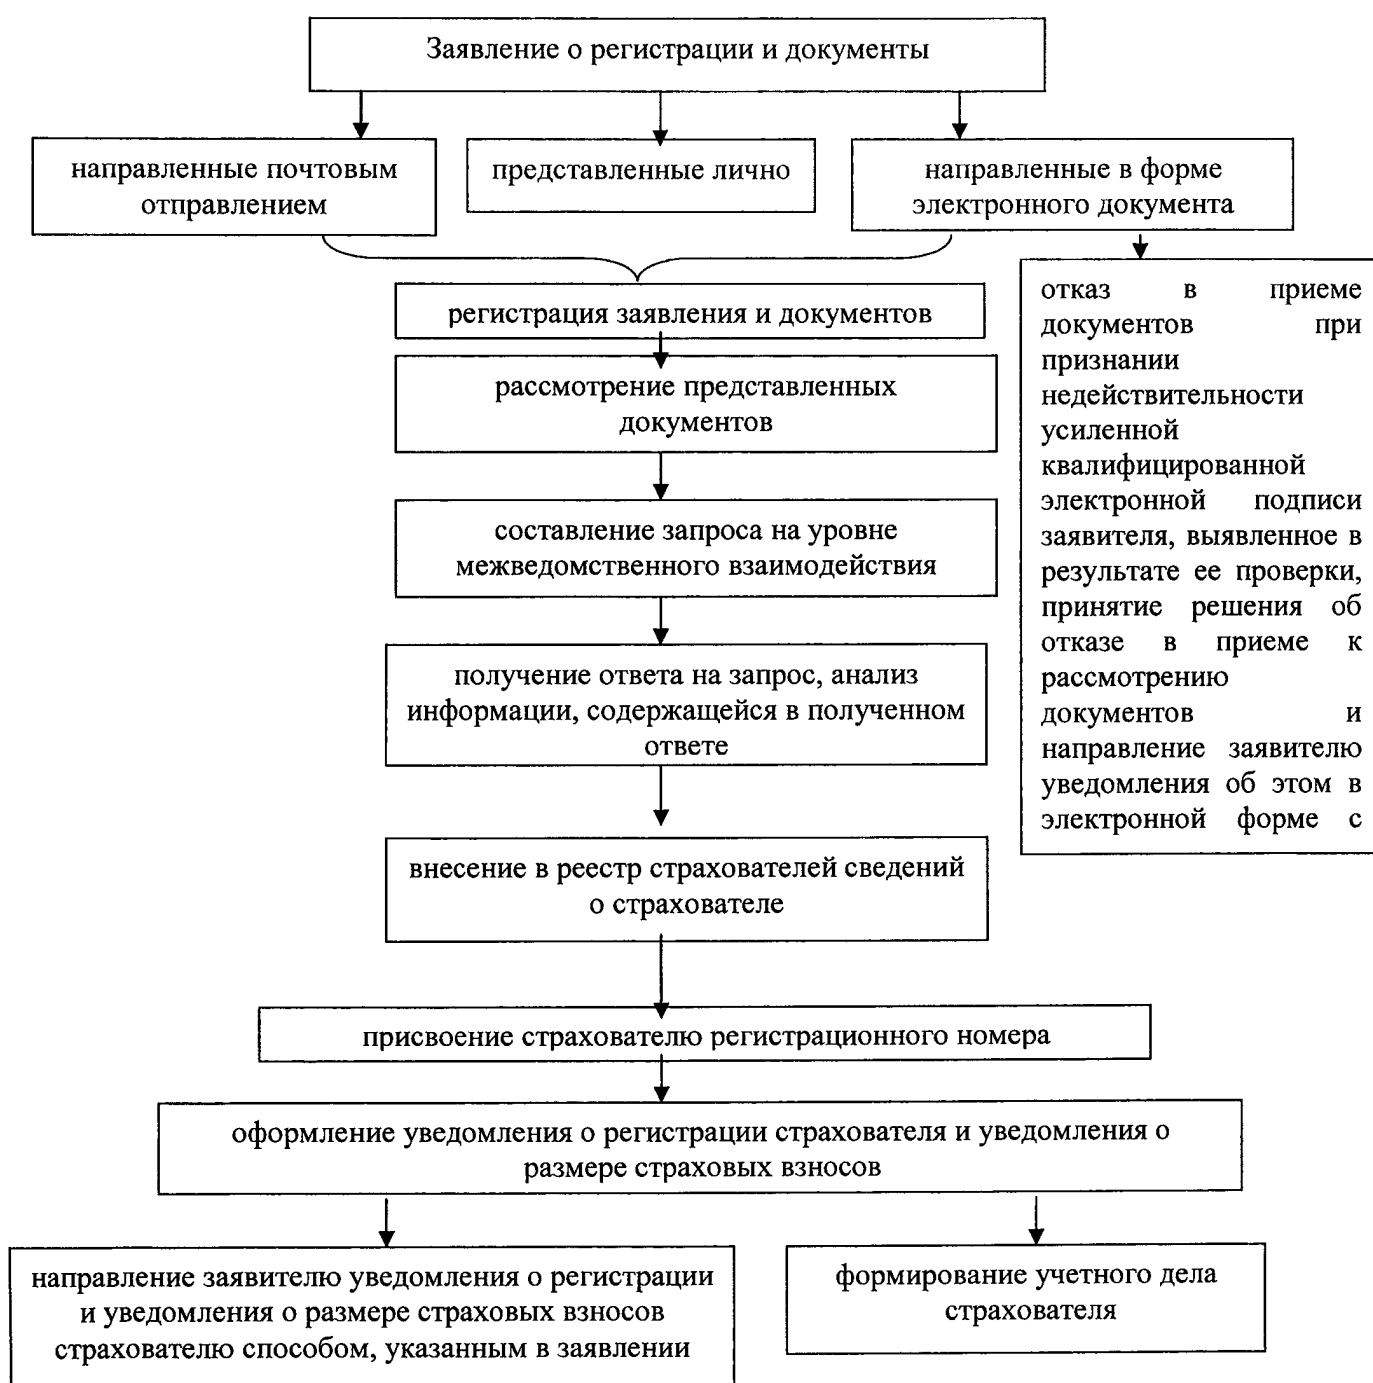 Заявление о регистрации и документы
направленные почтовым
отправлением
представленные лично
направленные в форме
электронного документа
регистрация заявления и документов
рассмотрение представленных
документов
составление запроса на уровне
межведомственного взаимодействия
получение ответа на запрос, анализ
информации, содержащейся в полученном
ответе
внесение в реестр страхователей сведений
о страхователе
отказ в приеме
документов при
признании
недействительности
усиленной
квалифицированной
электронной подписи
заявителя, выявленное в
результате ее проверки,
принятие решения об
отказе в приеме к
рассмотрению
документов и
направление заявителю
уведомления об этом в
электронной форме с
присвоение страхователю регистрационного номера
оформление уведомления о регистрации страхователя и уведомления о
размере страховых взносов
направление заявителю уведомления о регистрации
и уведомления о размере страховых взносов
страхователю способом, указанным в заявлении
формирование учетного дела
страхователя